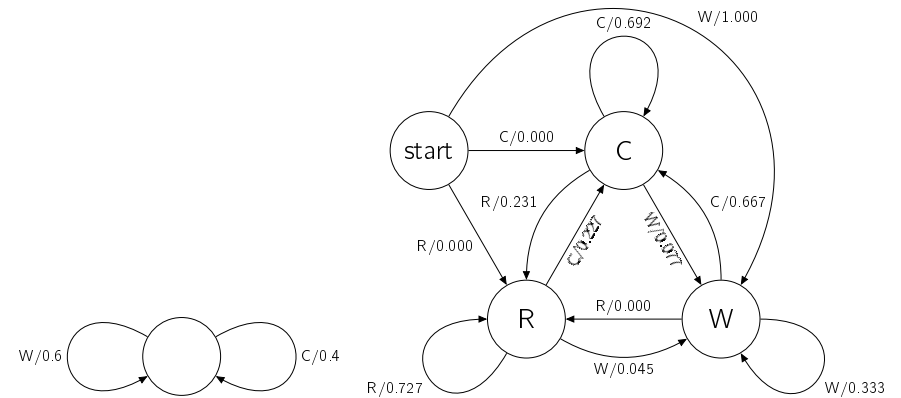 W/1.000
C/0.692
start
C/0.000
C
R/0.231
C/0.667
R/0.000
C/0.227
W/0.077
R
R/0.000
W
W/0.6
C/0.4
W/0.045
R/0.727
W/0.333